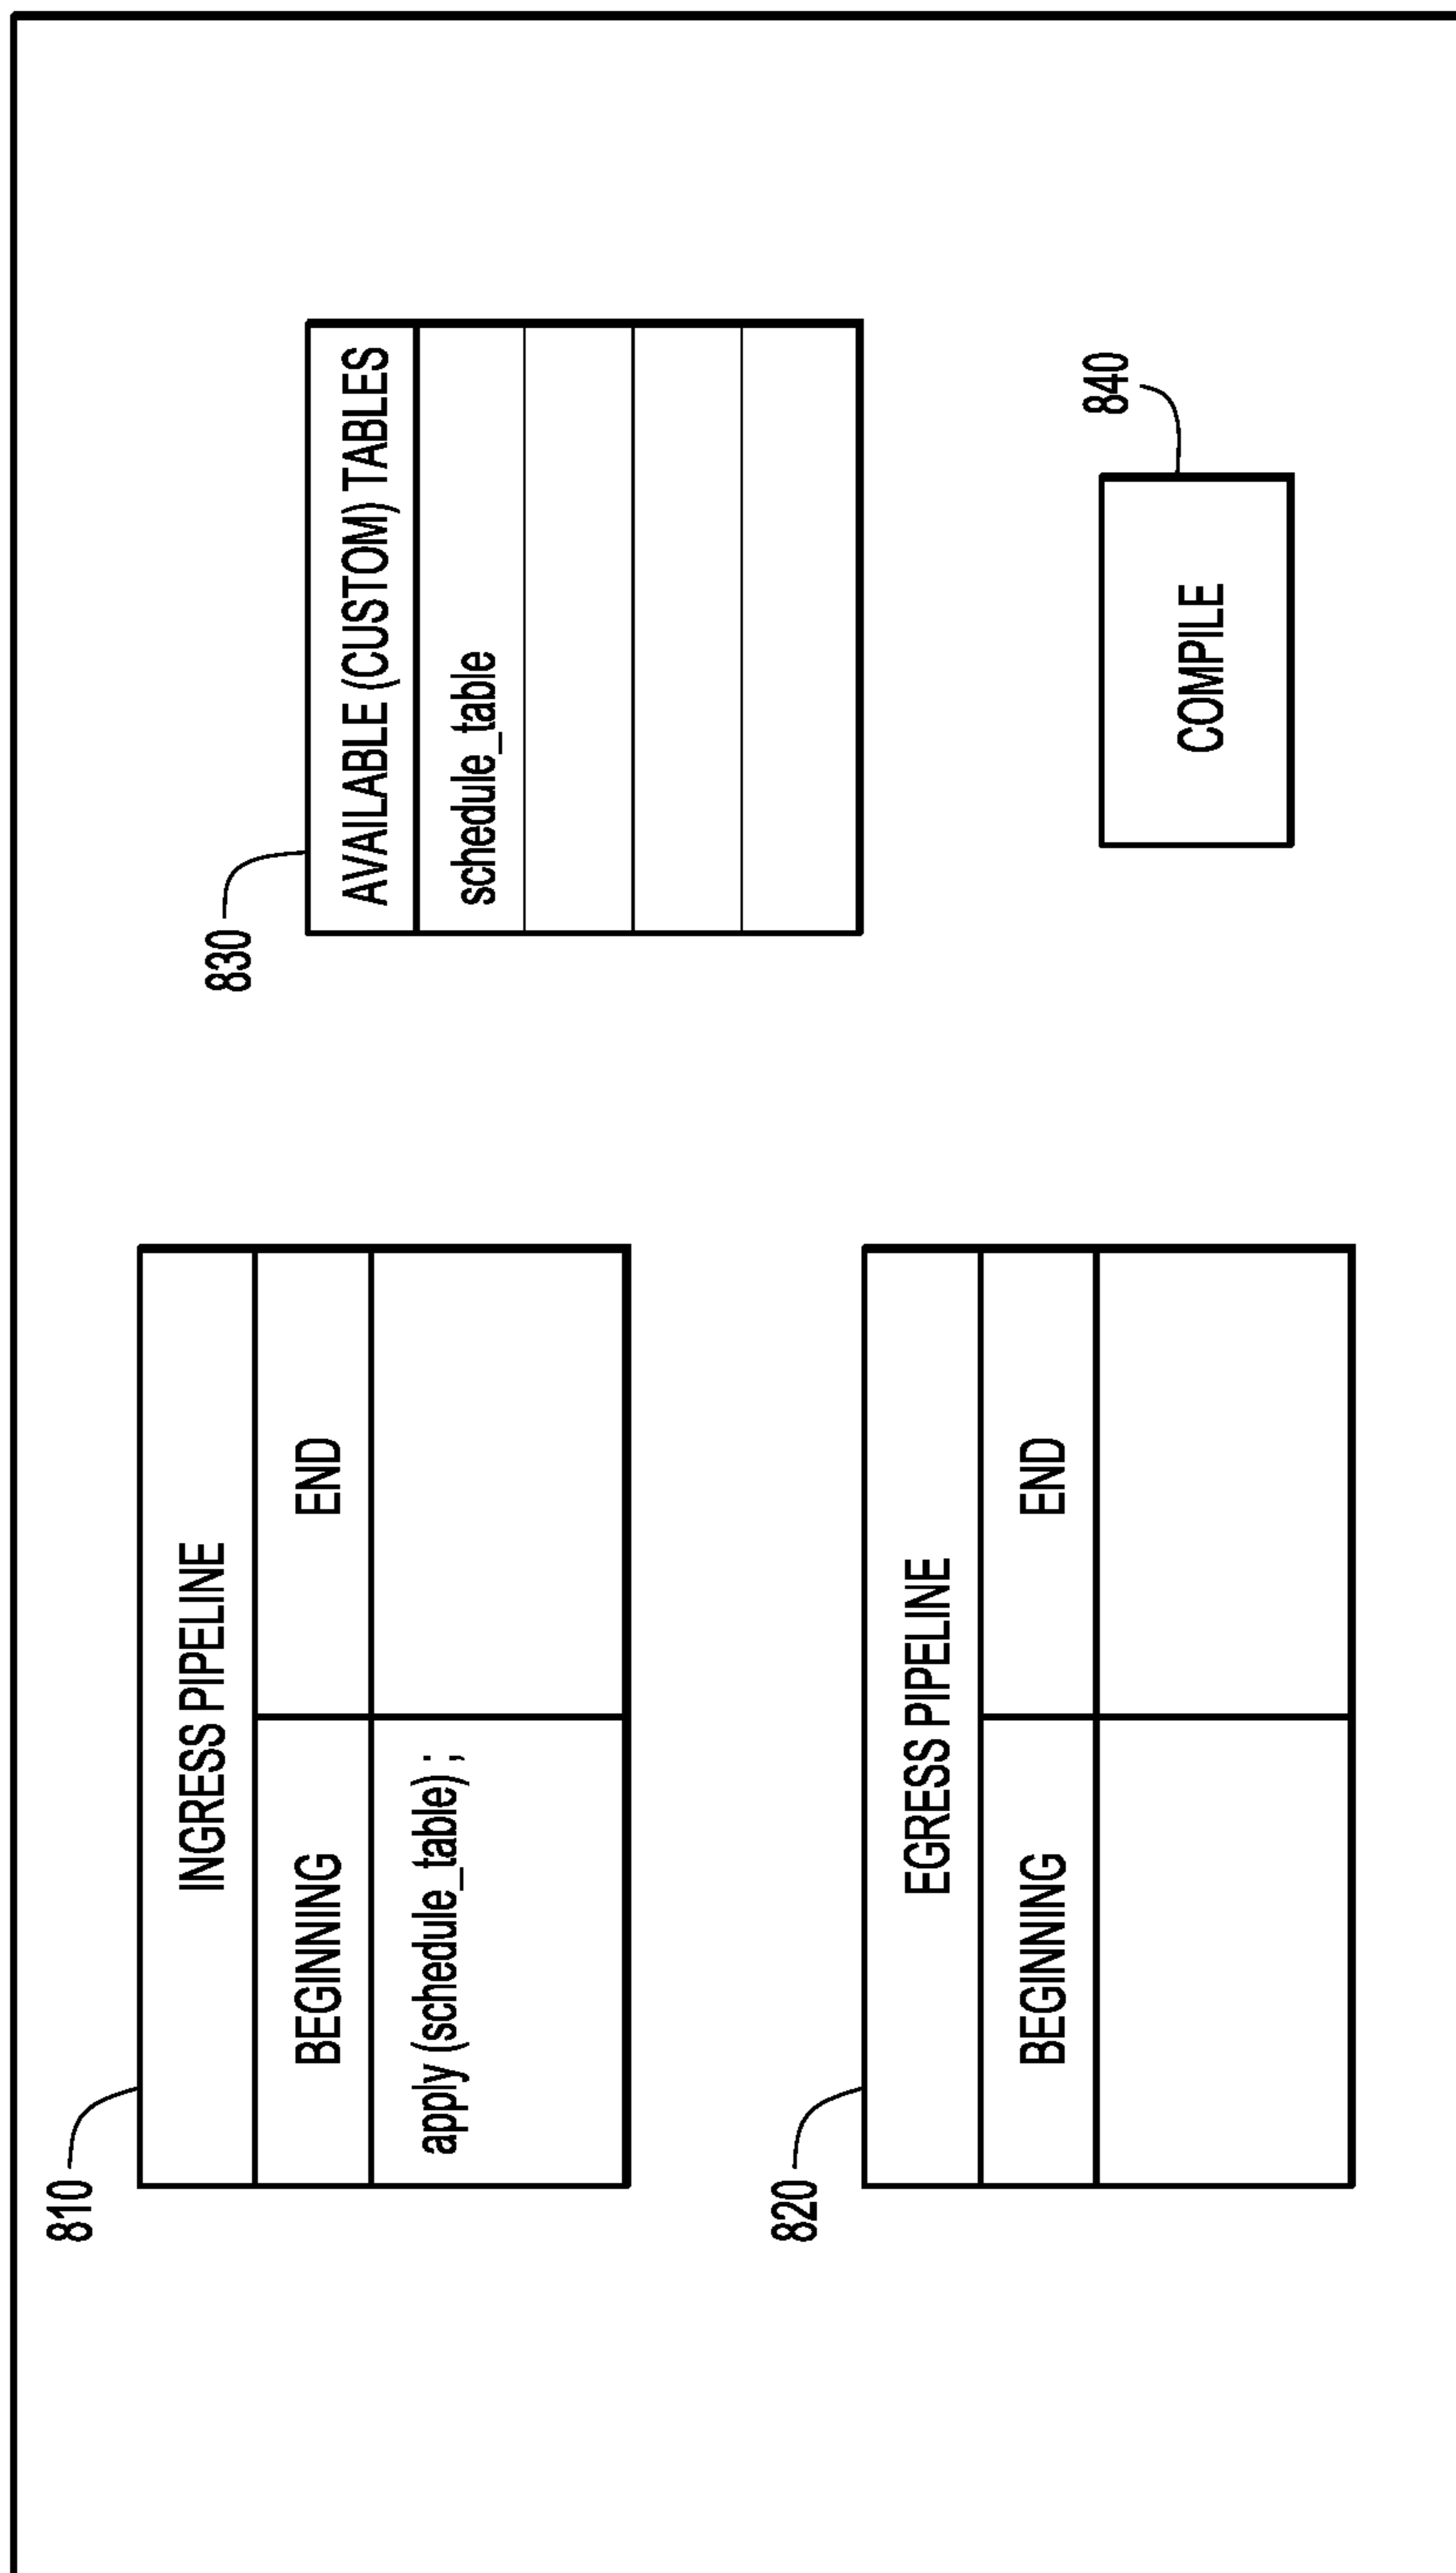 810
INGRESS PIPELINE
BEGINNING
END
apply (schedule_table) ;
820
EGRESS PIPELINE
BEGINNING
END
830
AVAILABLE (CUSTOM) TABLES
schedule_table
840
COMPILE